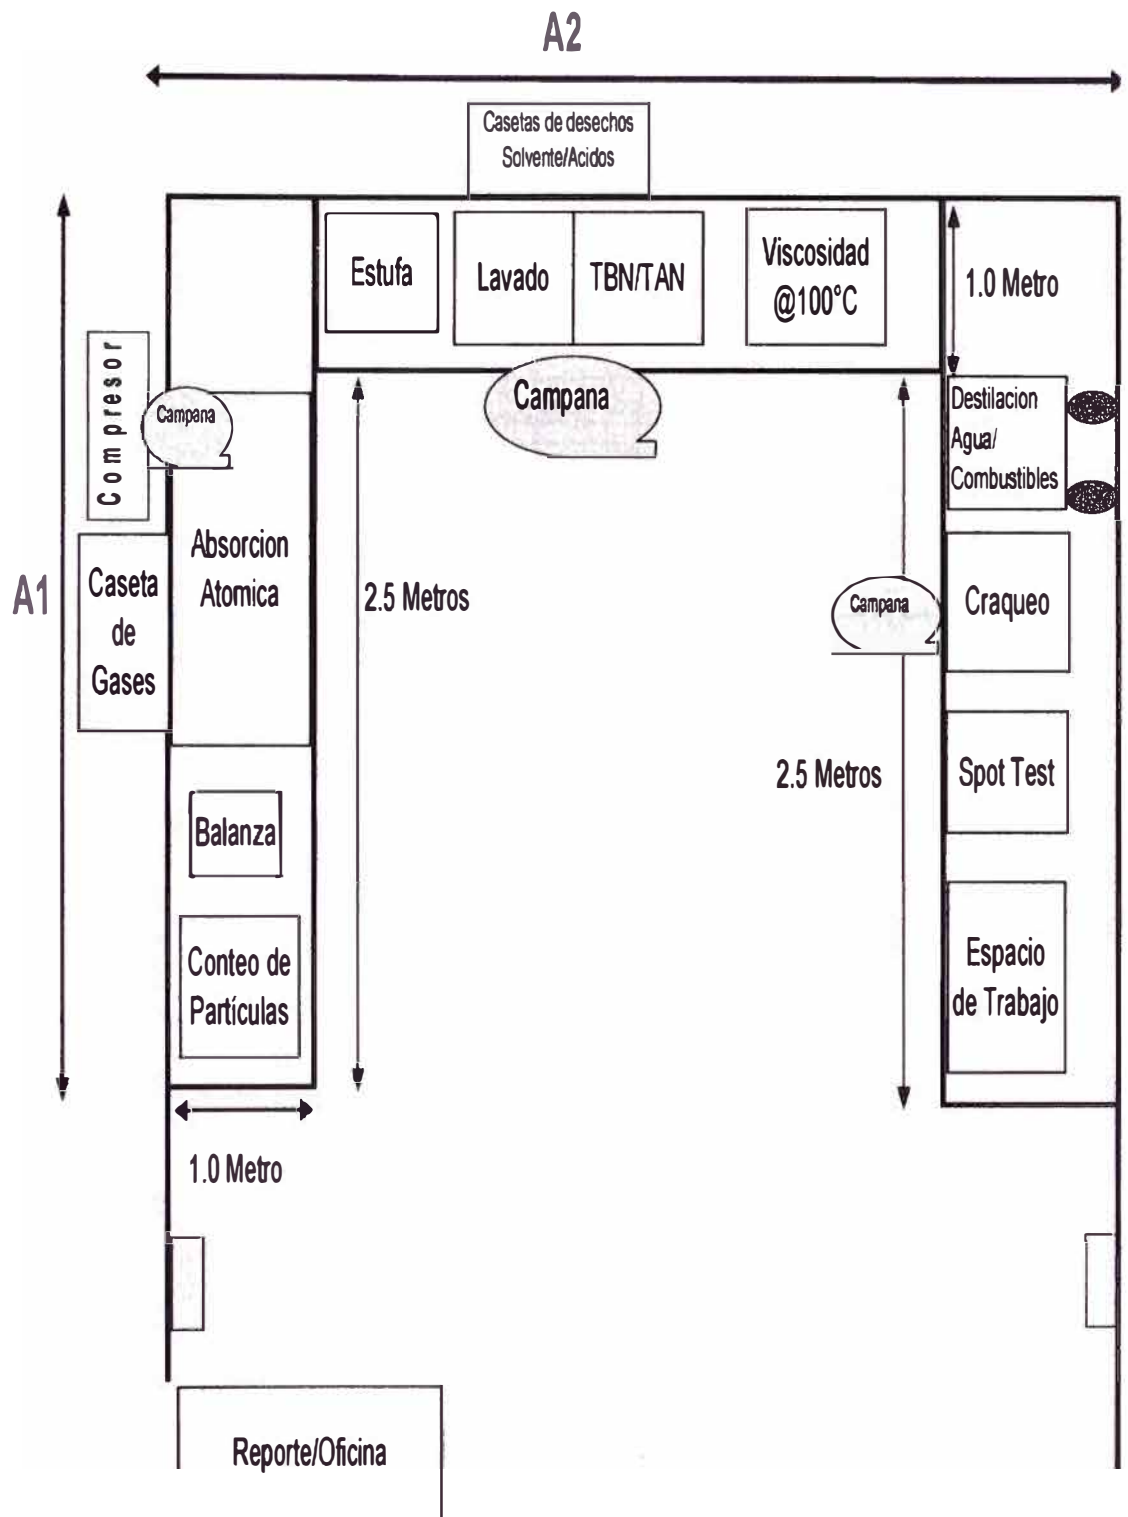 A2
Casetas de desechos
Solvente/Acidos
Estufa
Lavado
TBN/TAN
Viscosidad
@100°C
1.0 Metro
Compresor
Campana
Campana
Destilacion
Agua/
Combustibles
A1
Caseta
de
Gases
Absorcion
Atomica
2.5 Metros
Campana
Craqueo
2.5 Metros
Spot Test
Balanza
Conteo de
Partículas
Espacio
de Trabajo
1.0 Metro
Reporte/Oficina